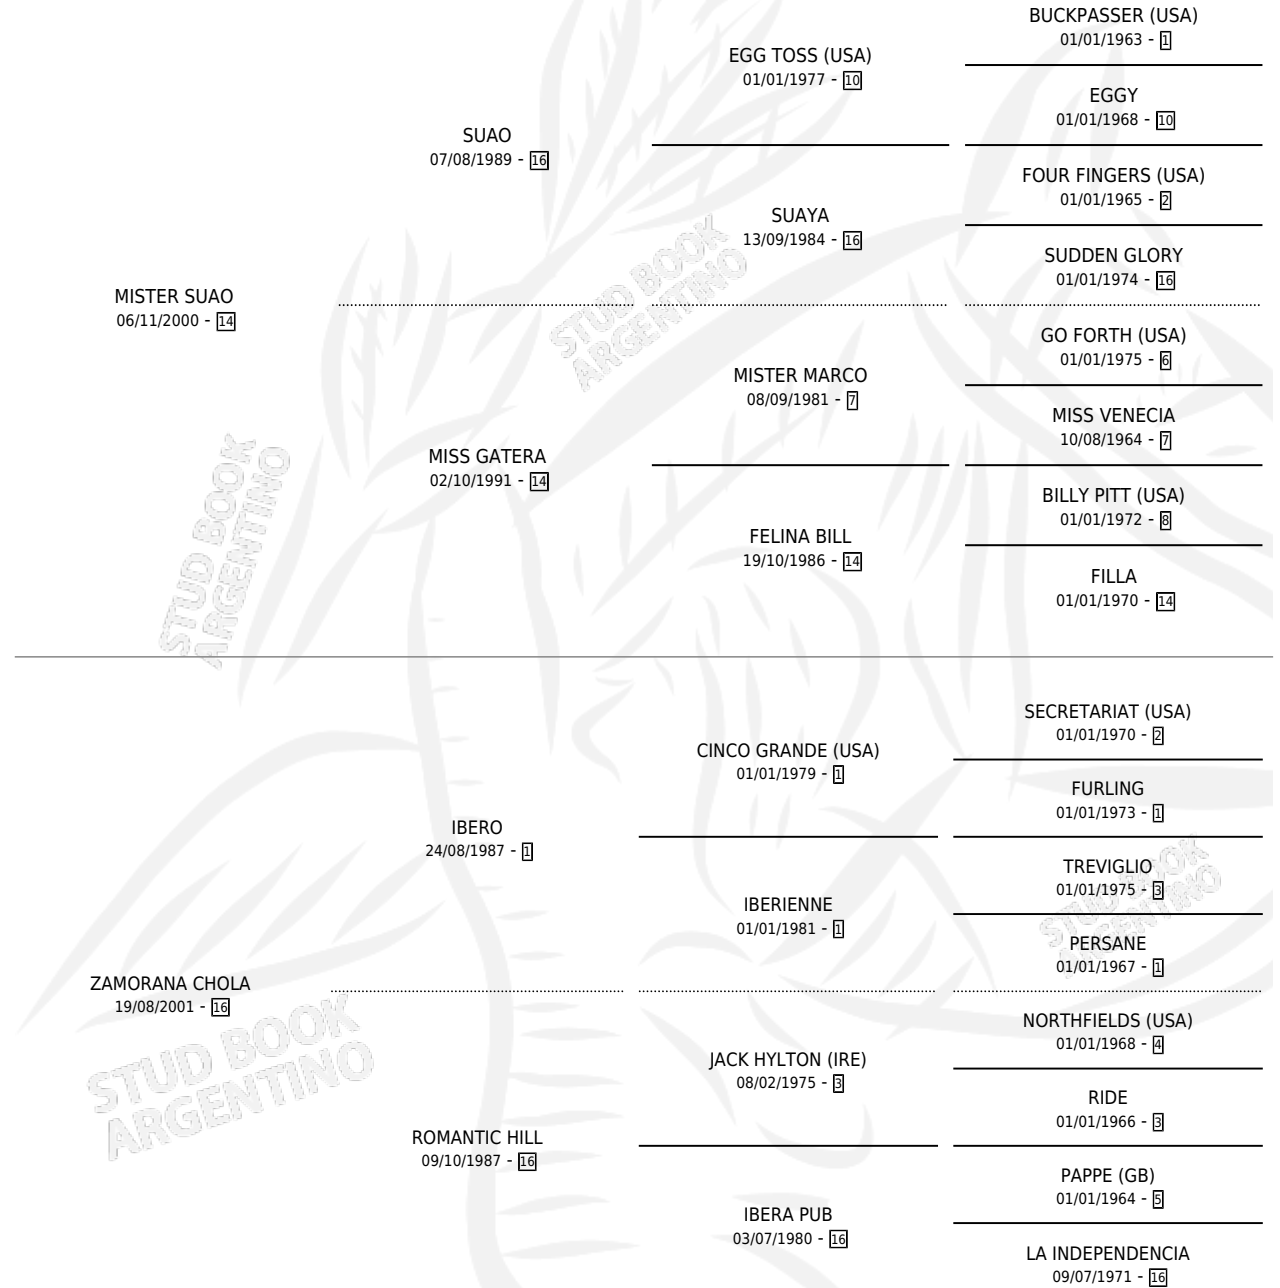 BUCKPASSER (USA)
01/01/1963 - 1
EGG TOSS (USA)
01/01/1977 - 10
EGGY
01/01/1968 - 10
SUAO
07/08/1989 - 16
FOUR FINGERS (USA)
01/01/1965 - 2
SUAYA
13/09/1984 - 16
SUDDEN GLORY
01/01/1974 - 16
MISTER SUAO
06/11/2000 - 14
STUD BOOK
ARGENTINO
GO FORTH (USA)
01/01/1975 - 6
MISTER MARCO
08/09/1981 - 7
MISS VENECIA
10/08/1964 - 7
MISS GATERA
02/10/1991 - 14
BILLY PITT (USA)
01/01/1972 - 8
FELINA BILL
19/10/1986 - 14
FILLA
01/01/1970 - 14
STUD BOOK
ARGENTINO
SECRETARIAT (USA)
01/01/1970 - 2
CINCO GRANDE (USA)
01/01/1979 - 1
FURLING
01/01/1973 - 1
IBERO
24/08/1987 - 1
TREVIGLIO
01/01/1975 - 3
IBERIENNE
01/01/1981 - 1
STUD BOOK
ARGENTINO
PERSANE
01/01/1967 - 1
ZAMORANA CHOLA
19/08/2001 - 16
STUD BOOK
ARGENTINO
NORTHFIELDS (USA)
01/01/1968 - 4
JACK HYLTON (IRE)
08/02/1975 - 3
RIDE
01/01/1966 - 3
ROMANTIC HILL
09/10/1987 - 16
PAPPE (GB)
01/01/1964 - 5
IBERA PUB
03/07/1980 - 16
LA INDEPENDENCIA
09/07/1971 - 16